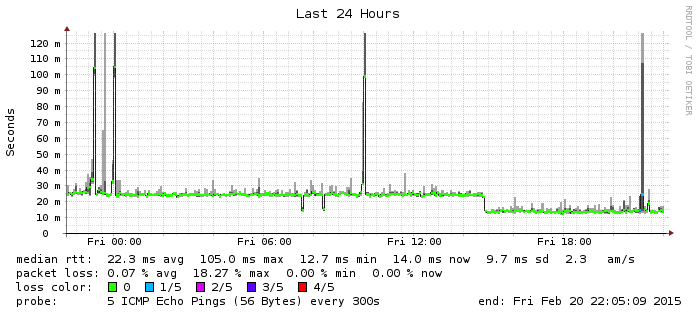 Last 24 Hours
RRDTOOL / TOBI OETIKER
Seconds
120 m
110 m
100 m
90 m
80 m
70 m
60 m
50 m
40 m
30 m
20 m
10 m
0
Fri 00:00 Fri 06:00 Fri 12:00 Fri 18:00
median rtt: 22.3 ms avg 105.0 ms max 12.7 ms min 14.0 ms now 9.7 ms sd 2.3 am/s
packet loss: 0.07 % avg 18.27 % max 0.00 % min 0.00 % now
loss color: 0 1/5 2/5 3/5 4/5
probe: 5 ICMP Echo Pings (56 Bytes) every 300s end: Fri Feb 20 22:05:09 2015